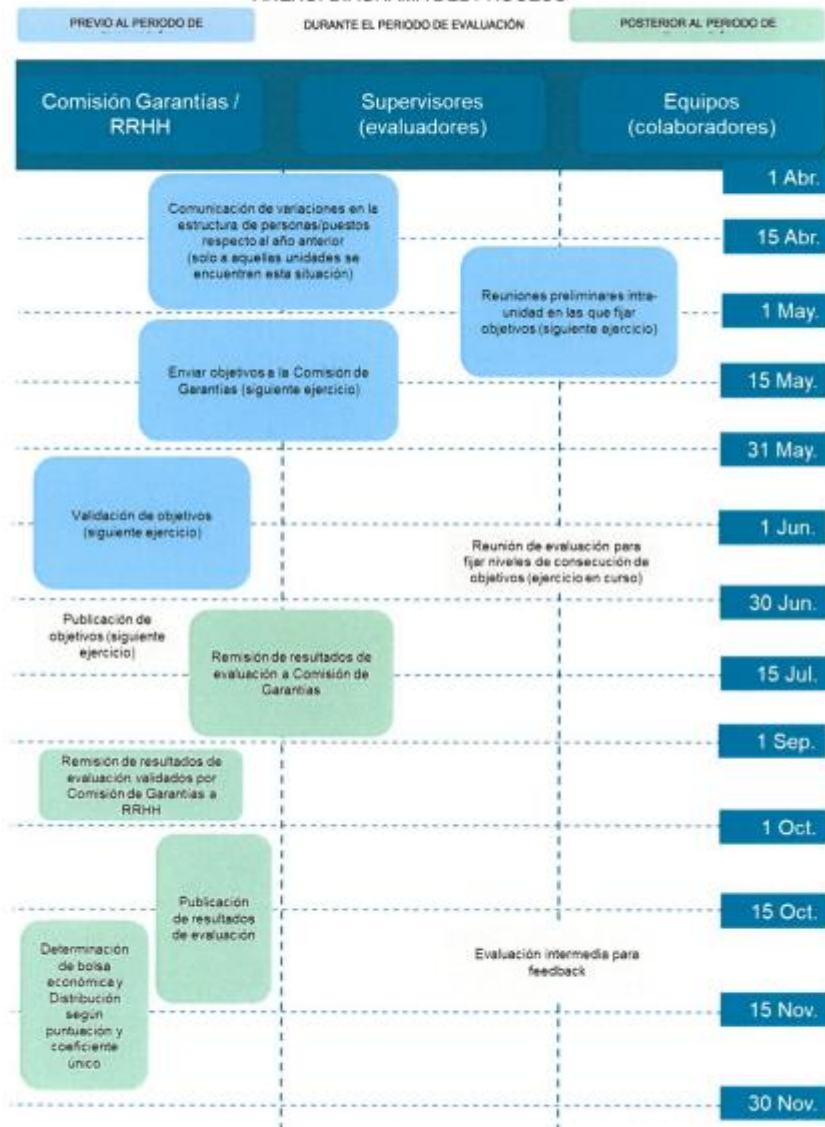 PREVIO AL PERIODO DE
DURANTE EL PERIODO DE EVALUACIÓN
POSTERIOR AL PERIODO DE
Comisión Garantías /
RRHH
Supervisores
(evaluadores)
Equipos
(colaboradores)
1 Abr.
Comunicación de variaciones en la
estructura de personas/puestos
respecto al año anterior
(solo a aquellas unidades se
encuentren esta situación)
15 Abr.
Reuniones preliminares intra-
unidad en las que fijar
objetivos (siguiente ejercicio)
1 May.
Enviar objetivos a la Comisión de
Garantías (siguiente ejercicio)
15 May.
31 May.
Validación de objetivos
(siguiente ejercicio)
1 Jun.
Reunión de evaluación para
fijar niveles de consecución de
objetivos (ejercicio en curso)
30 Jun.
Publicación de
objetivos (siguiente
ejercicio)
Remisión de resultados de
evaluación a Comisión de
Garantías
15 Jul.
1 Sep.
Remisión de resultados de
evaluación validados por
Comisión de Garantías a
RRHH
1 Oct.
Publicación
de resultados
de evaluación
15 Oct.
Determinación
de bolsa
económica y
Distribución
según
puntuación y
coeficiente
único
Evaluación intermedia para
feedback
15 Nov.
30 Nov.